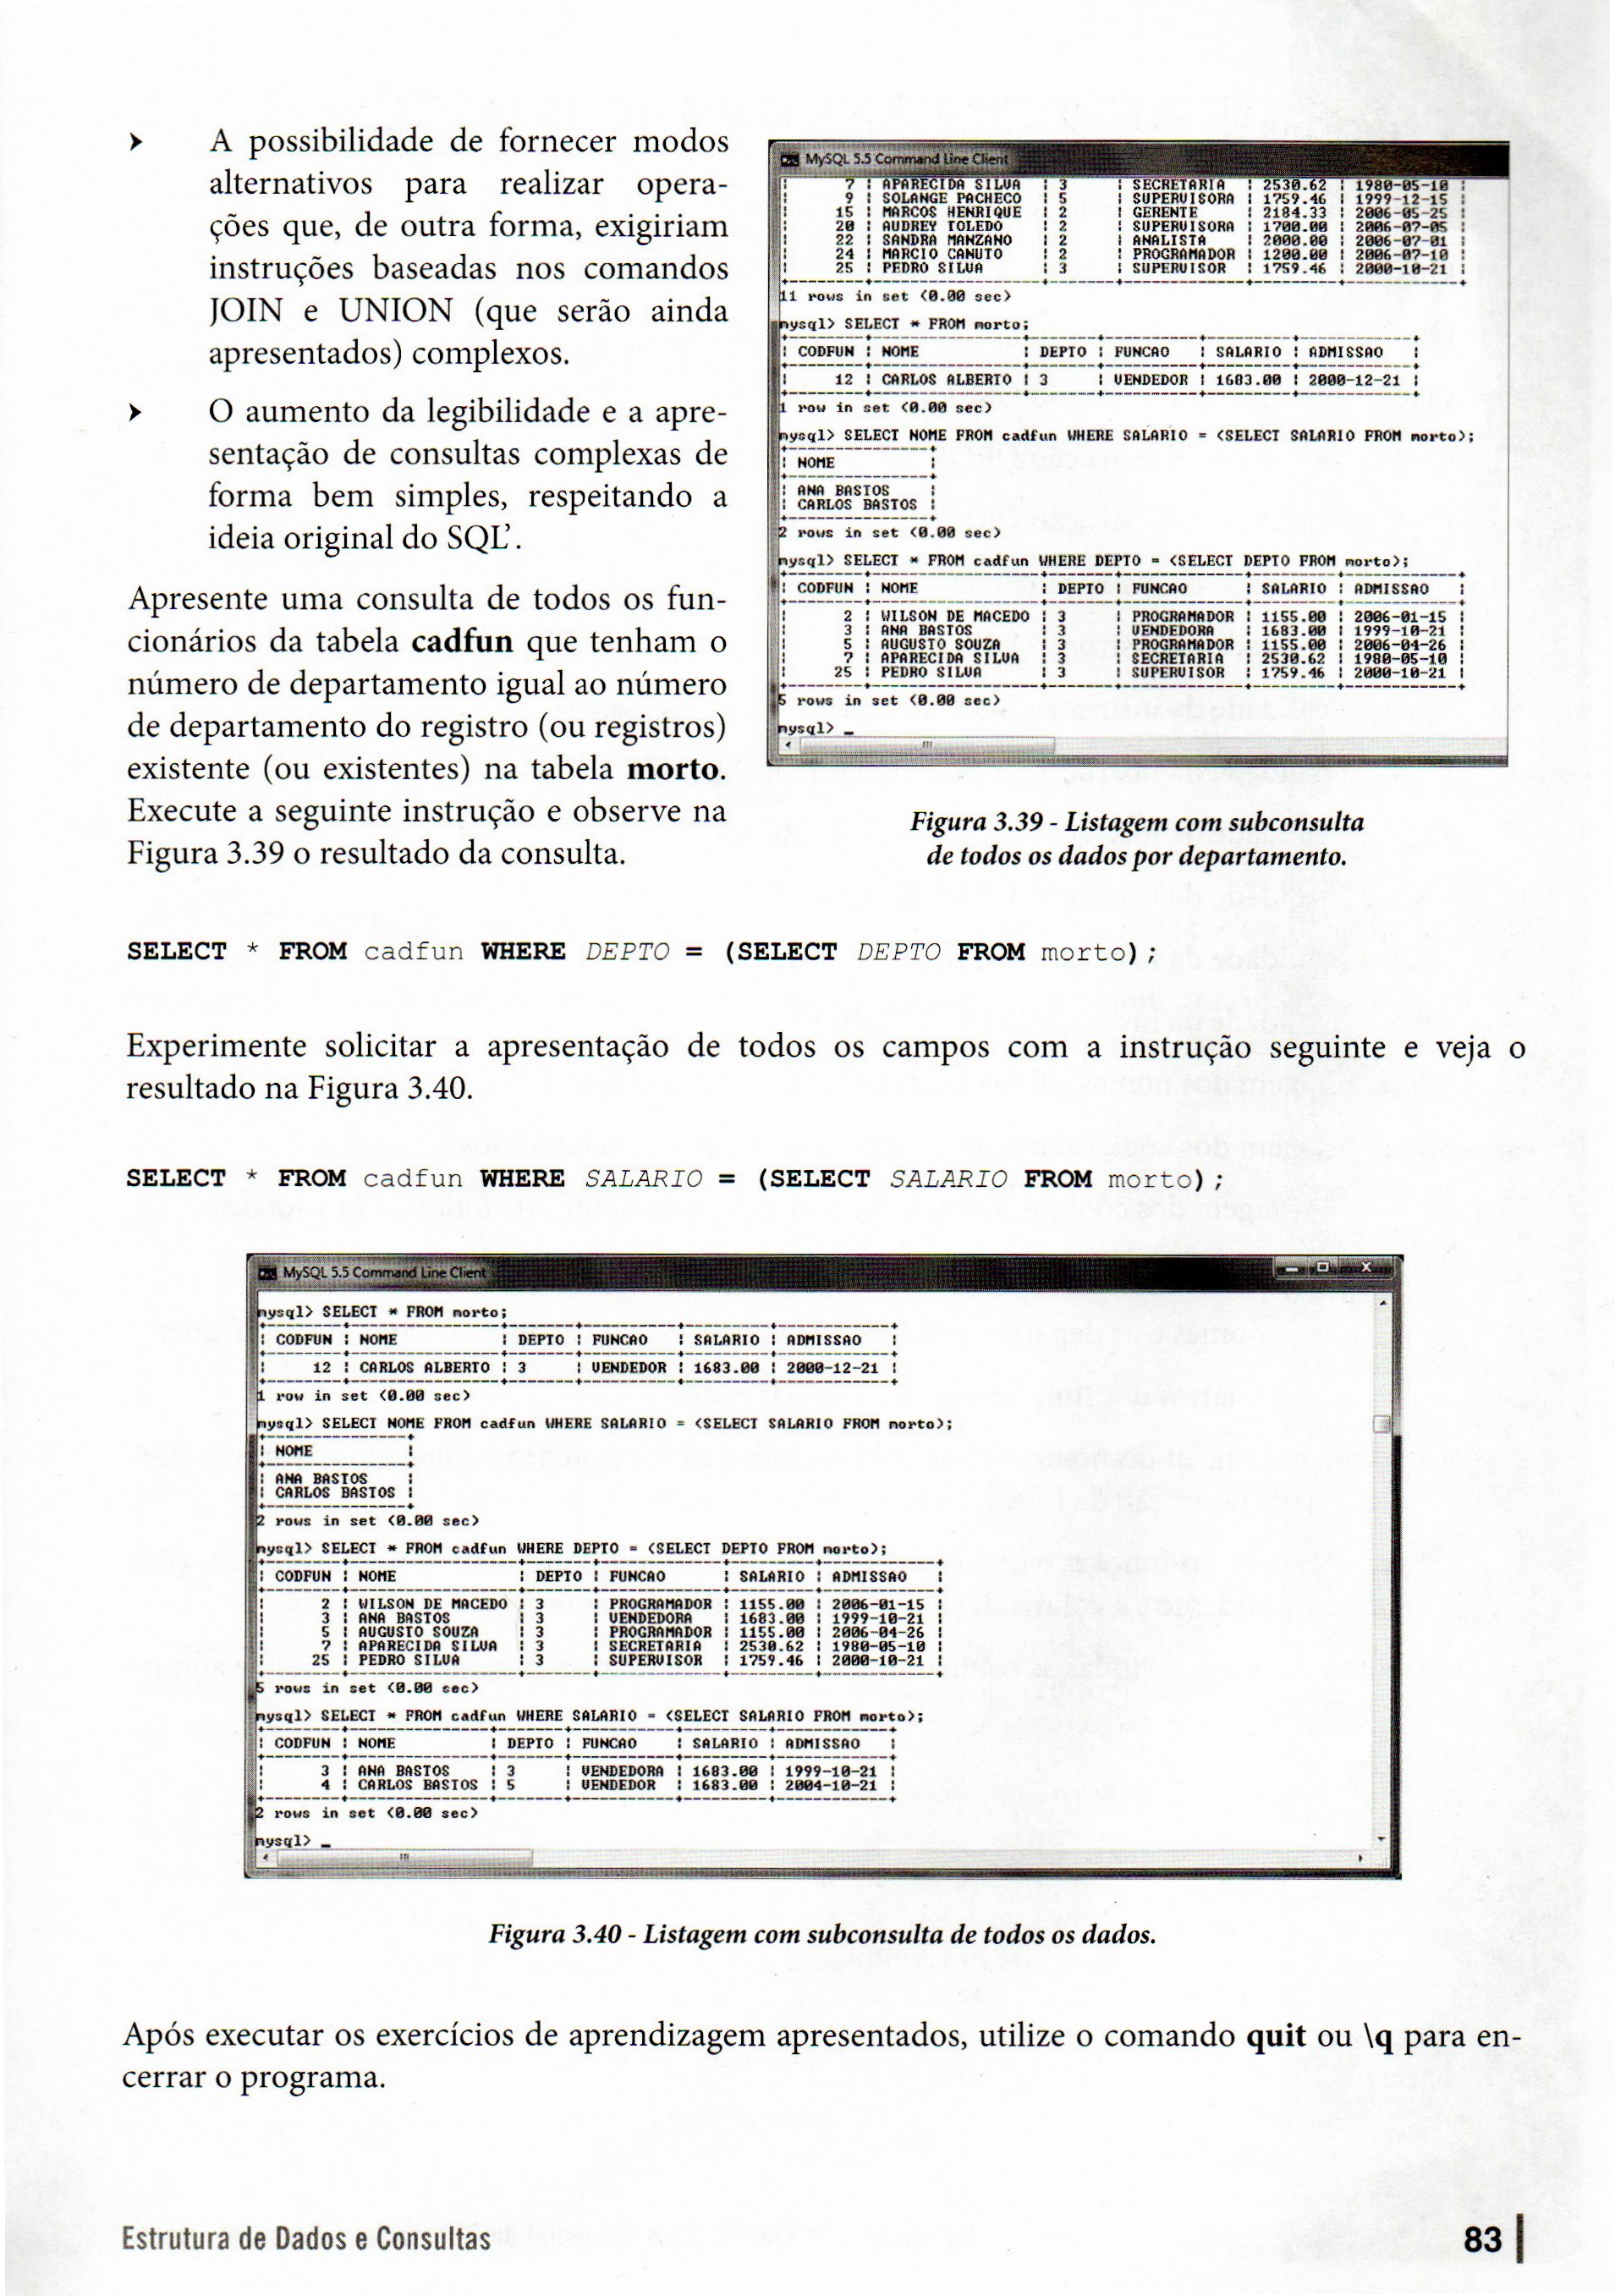 ➤ A possibilidade de fornecer modos
alternativos para realizar opera-
ções que, de outra forma, exigiriam
instruções baseadas nos comandos
JOIN e UNION (que serão ainda
apresentados) complexos.
➤ O aumento da legibilidade e a apre-
sentação de consultas complexas de
forma bem simples, respeitando a
ideia original do SQL'.
Apresente uma consulta de todos os fun-
cionários da tabela cadfun que tenham o
número de departamento igual ao número
de departamento do registro (ou registros)
existente (ou existentes) na tabela morto.
Execute a seguinte instrução e observe na
Figura 3.39 o resultado da consulta.
MySQL 5.5 Command Line Client
| 7 | APARECIDA SILVA | 3 | SECRETARIA | 2530.62 | 1980-05-10 |
| 9 | SOLANGE PACHECO | 5 | SUPERVISORA | 1759.46 | 1999-12-15 |
| 15 | MARCOS HENRIQUE | 2 | GERENTE | 2184.33 | 2006-05-25 |
| 20 | AUDREY TOLEDO | 2 | SUPERVISORA | 1700.00 | 2006-07-05 |
| 22 | SANDRA MANZANO | 2 | ANALISTA | 2000.00 | 2006-07-01 |
| 24 | MARCIO CANUTO | 2 | PROGRAMADOR | 1200.00 | 2006-07-10 |
| 25 | PEDRO SILVA | 3 | SUPERVISOR | 1759.46 | 2000-10-21 |
11 rows in set (0.00 sec)
mysql> SELECT * FROM morto;
| CODFUN | NOME | DEPTO | FUNCAO | SALARIO | ADMISSAO |
| 12 | CARLOS ALBERTO | 3 | VENDEDOR | 1683.00 | 2000-12-21 |
1 row in set (0.00 sec)
mysql> SELECT NOME FROM cadfun WHERE SALARIO = (SELECT SALARIO FROM morto);
| NOME |
| ANA BASTOS |
| CARLOS BASTOS |
2 rows in set (0.00 sec)
mysql> SELECT * FROM cadfun WHERE DEPTO = (SELECT DEPTO FROM morto);
| CODFUN | NOME | DEPTO | FUNCAO | SALARIO | ADMISSAO |
| 2 | WILSON DE MACEDO | 3 | PROGRAMADOR | 1155.00 | 2006-01-15 |
| 3 | ANA BASTOS | 3 | VENDEDORA | 1683.00 | 1999-10-21 |
| 5 | AUGUSTO SOUZA | 3 | PROGRAMADOR | 1155.00 | 2006-04-26 |
| 7 | APARECIDA SILVA | 3 | SECRETARIA | 2530.62 | 1980-05-10 |
| 25 | PEDRO SILVA | 3 | SUPERVISOR | 1759.46 | 2000-10-21 |
5 rows in set (0.00 sec)
mysql> _
Figura 3.39 - Listagem com subconsulta
de todos os dados por departamento.
SELECT * FROM cadfun WHERE DEPTO = (SELECT DEPTO FROM morto);
Experimente solicitar a apresentação de todos os campos com a instrução seguinte e veja o
resultado na Figura 3.40.
SELECT * FROM cadfun WHERE SALARIO = (SELECT SALARIO FROM morto);
MySQL 5.5 Command Line Client
mysql> SELECT * FROM morto;
| CODFUN | NOME | DEPTO | FUNCAO | SALARIO | ADMISSAO |
| 12 | CARLOS ALBERTO | 3 | VENDEDOR | 1683.00 | 2000-12-21 |
1 row in set (0.00 sec)
mysql> SELECT NOME FROM cadfun WHERE SALARIO = (SELECT SALARIO FROM morto);
| NOME |
| ANA BASTOS |
| CARLOS BASTOS |
2 rows in set (0.00 sec)
mysql> SELECT * FROM cadfun WHERE DEPTO = (SELECT DEPTO FROM morto);
| CODFUN | NOME | DEPTO | FUNCAO | SALARIO | ADMISSAO |
| 2 | WILSON DE MACEDO | 3 | PROGRAMADOR | 1155.00 | 2006-01-15 |
| 3 | ANA BASTOS | 3 | VENDEDORA | 1683.00 | 1999-10-21 |
| 5 | AUGUSTO SOUZA | 3 | PROGRAMADOR | 1155.00 | 2006-04-26 |
| 7 | APARECIDA SILVA | 3 | SECRETARIA | 2530.62 | 1980-05-10 |
| 25 | PEDRO SILVA | 3 | SUPERVISOR | 1759.46 | 2000-10-21 |
5 rows in set (0.00 sec)
mysql> SELECT * FROM cadfun WHERE SALARIO = (SELECT SALARIO FROM morto);
| CODFUN | NOME | DEPTO | FUNCAO | SALARIO | ADMISSAO |
| 3 | ANA BASTOS | 3 | VENDEDORA | 1683.00 | 1999-10-21 |
| 4 | CARLOS BASTOS | 5 | VENDEDOR | 1683.00 | 2004-10-21 |
2 rows in set (0.00 sec)
mysql> _
Figura 3.40 - Listagem com subconsulta de todos os dados.
Após executar os exercícios de aprendizagem apresentados, utilize o comando quit ou \q para en-
cerrar o programa.
Estrutura de Dados e Consultas
83